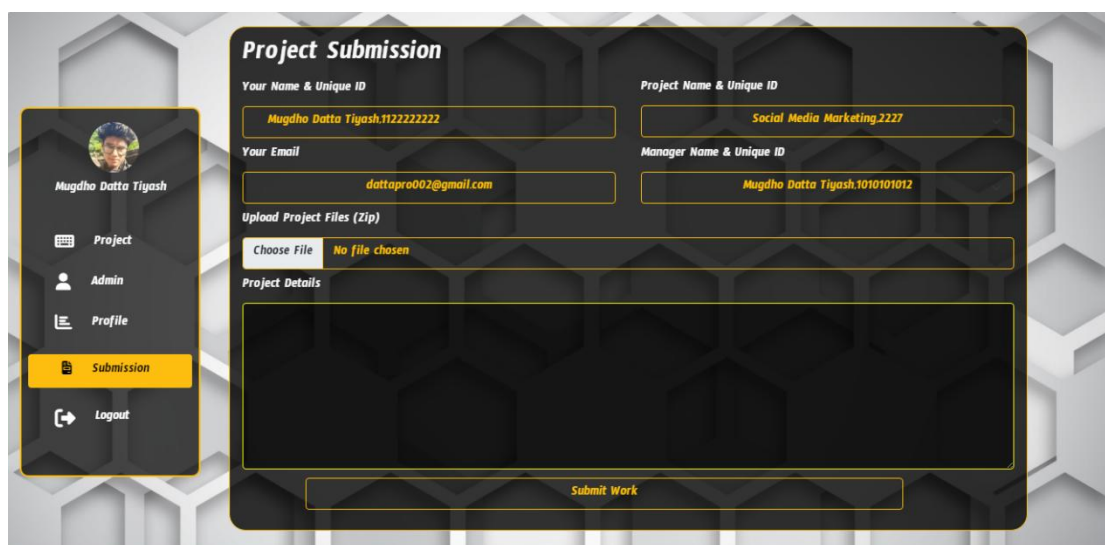 Mugdho Datta Tiyash
Project
Admin
Profile
Submission
Logout
Project Submission
Your Name & Unique ID
Mugdho Datta Tiyash,1122222222
Project Name & Unique ID
Social Media Marketing,2227
Your Email
dattapro002@gmail.com
Manager Name & Unique ID
Mugdho Datta Tiyash,1010101012
Upload Project Files (Zip)
Choose File No file chosen
Project Details
Submit Work